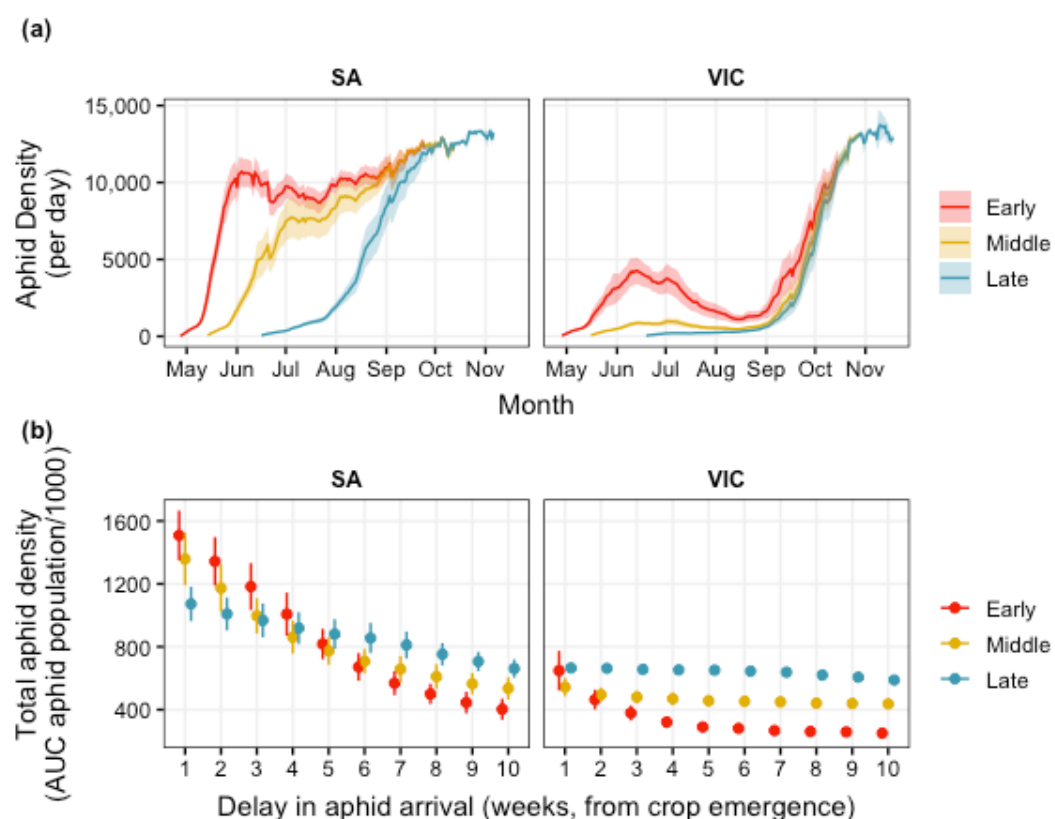 (a)
SA VIC
15,000
10,000
5000
0
Aphid Density
(per day)
May Jun Jul Aug Sep Oct Nov May Jun Jul Aug Sep Oct Nov
Month
Early
Middle
Late
(b)
SA VIC
1600
1200
800
400
Total aphid density
(AUC aphid population/1000)
1 2 3 4 5 6 7 8 9 10 1 2 3 4 5 6 7 8 9 10
Delay in aphid arrival (weeks, from crop emergence)
Early
Middle
Late